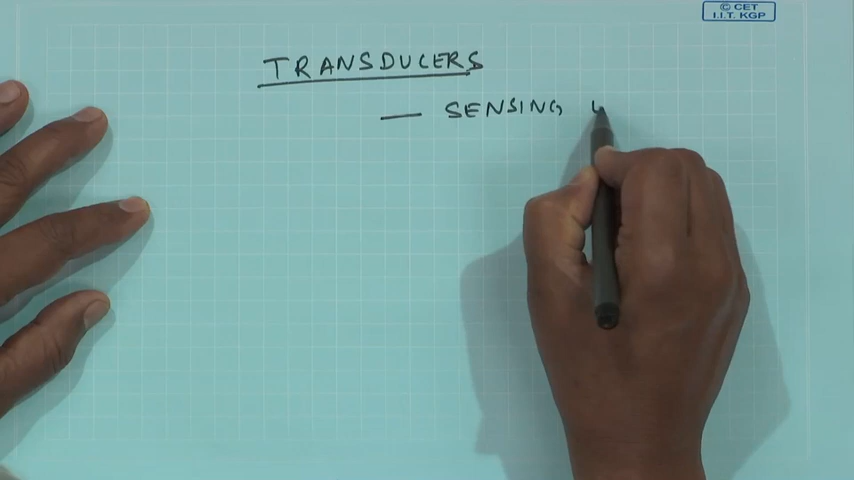 © CET
I.I.T. KGP
TRANSDUCERS
— SENSING